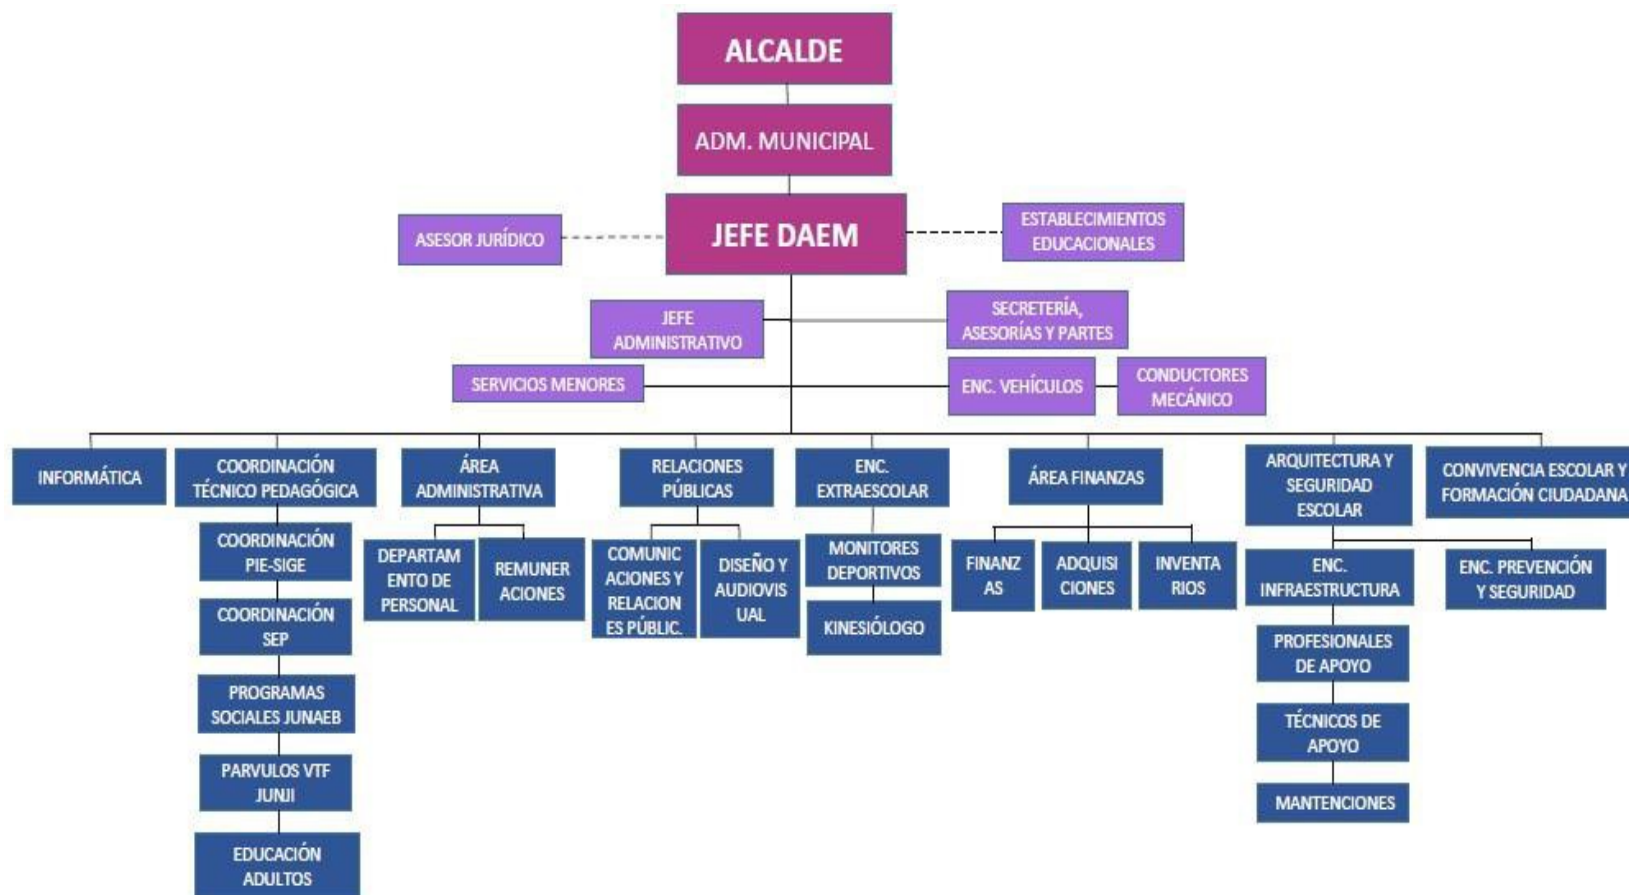 ALCALDE
ADM. MUNICIPAL
JEFE DAEM
ASESOR JURÍDICO
ESTABLECIMIENTOS
EDUCACIONALES
JEFE
ADMINISTRATIVO
SECRETERÍA,
ASESORÍAS Y PARTES
SERVICIOS MENORES
ENC. VEHÍCULOS
CONDUCTORES
MECÁNICO
INFORMÁTICA
COORDINACIÓN
TÉCNICO PEDAGÓGICA
ÁREA
ADMINISTRATIVA
RELACIONES
PÚBLICAS
ENC.
EXTRAESCOLAR
ÁREA FINANZAS
ARQUITECTURA Y
SEGURIDAD
ESCOLAR
CONVIVENCIA ESCOLAR Y
FORMACIÓN CIUDADANA
COORDINACIÓN
PIE-SIGE
COORDINACIÓN
SEP
PROGRAMAS
SOCIALES JUNAEB
PARVULOS VTF
JUNJI
EDUCACIÓN
ADULTOS
DEPARTAM
ENTO DE
PERSONAL
REMUNER
ACIONES
COMUNIC
ACIONES Y
RELACION
ES PÚBLIC.
DISEÑO Y
AUDIOVIS
UAL
MONITORES
DEPORTIVOS
KINESIÓLOGO
FINANZ
AS
ADQUISI
CIONES
INVENTA
RIOS
ENC.
INFRAESTRUCTURA
PROFESIONALES
DE APOYO
TÉCNICOS DE
APOYO
MANTENCIONES
ENC. PREVENCIÓN
Y SEGURIDAD